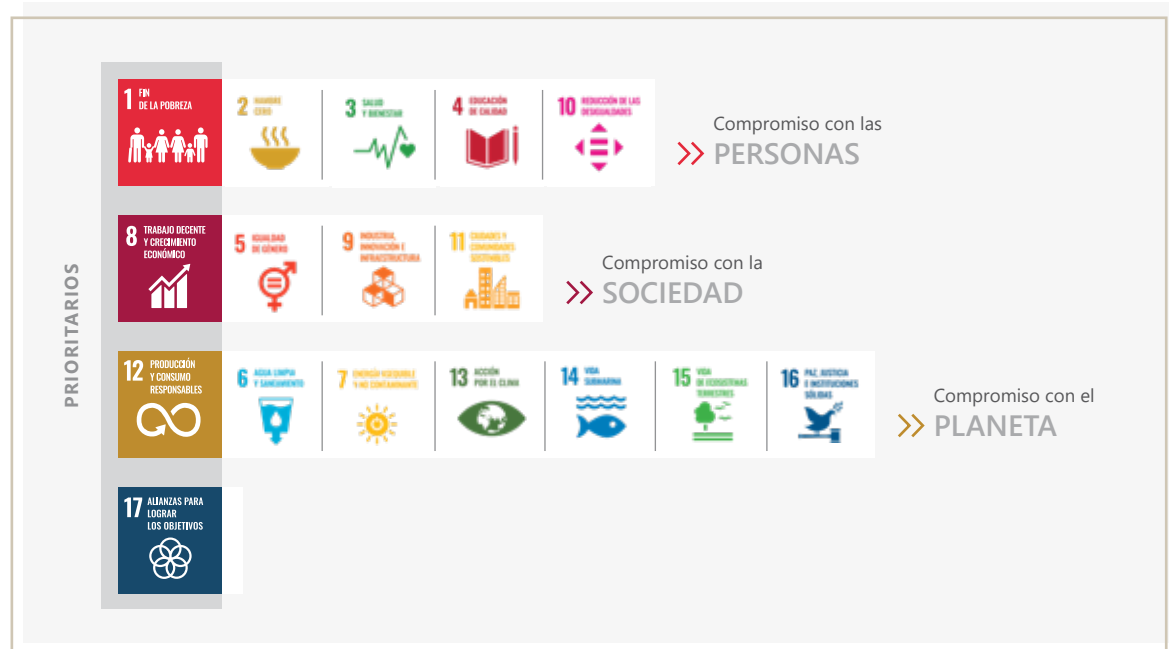 PRIORITARIOS
1 FIN
DE LA POBREZA
2 HAMBRE
CERO
3 SALUD
Y BIENESTAR
4 EDUCACIÓN
DE CALIDAD
10 REDUCCIÓN DE LAS
DESIGUALDADES
Compromiso con las
PERSONAS
8 TRABAJO DECENTE
Y CRECIMIENTO
ECONÓMICO
5 IGUALDAD
DE GÉNERO
9 INDUSTRIA,
INNOVACIÓN E
INFRAESTRUCTURA
11 CIUDADES Y
COMUNIDADES
SOSTENIBLES
Compromiso con la
SOCIEDAD
12 PRODUCCIÓN
Y CONSUMO
RESPONSABLES
6 AGUA LIMPIA
Y SANEAMIENTO
7 ENERGÍA ASEQUIBLE
Y NO CONTAMINANTE
13 ACCIÓN
POR EL CLIMA
14 VIDA
SUBMARINA
15 VIDA
DE ECOSISTEMAS
TERRESTRES
16 PAZ, JUSTICIA
E INSTITUCIONES
SÓLIDAS
Compromiso con el
PLANETA
17 ALIANZAS PARA
LOGRAR
LOS OBJETIVOS